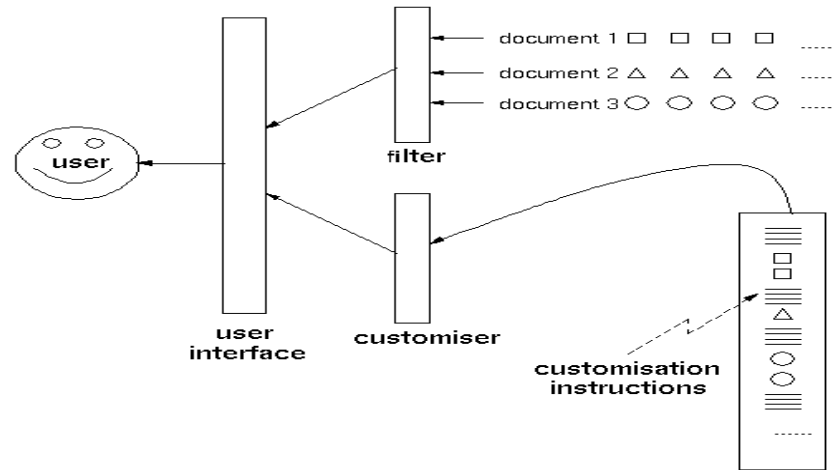 document 1
document 2
document 3
filter
user
user
interface
customiser
customisation
instructions